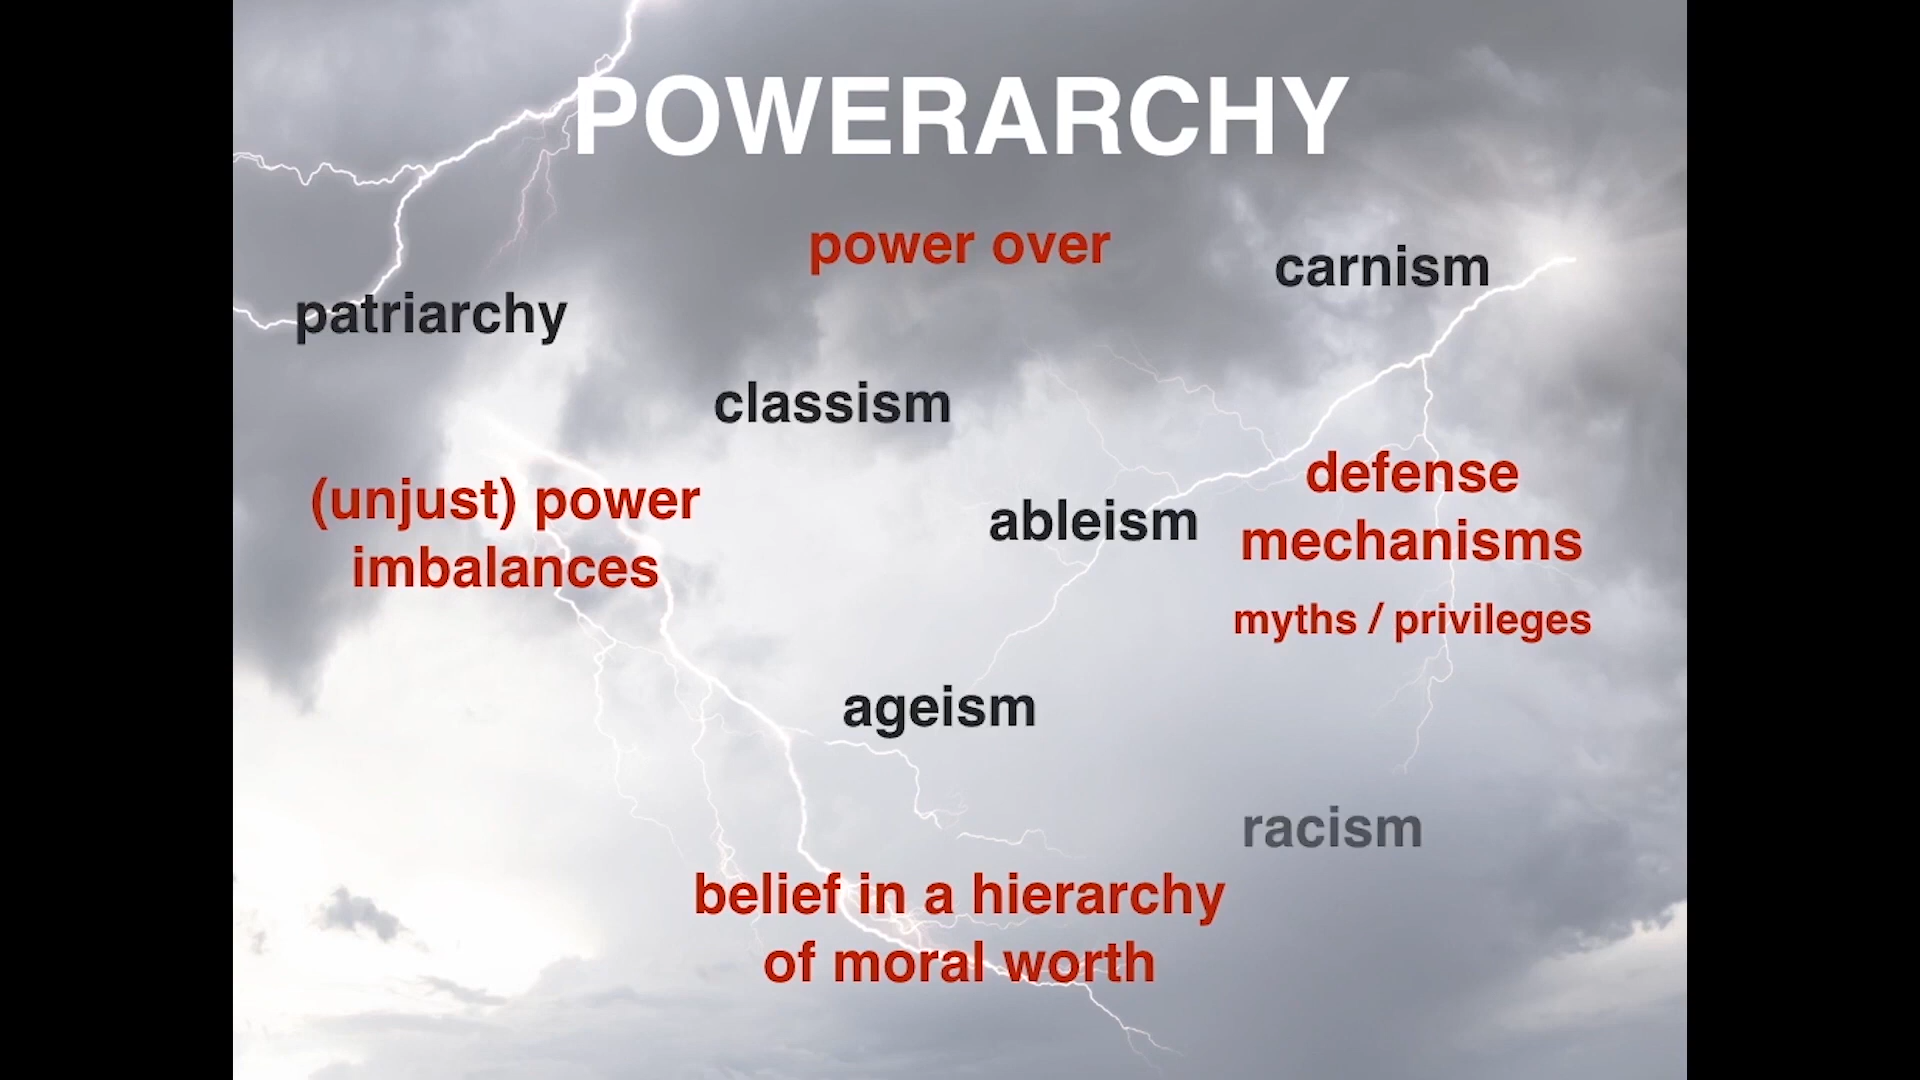 POWERARCHY
power over
carnism
patriarchy
classism
(unjust) power
imbalances
ableism
defense
mechanisms
myths / privileges
ageism
racism
belief in a hierarchy
of moral worth